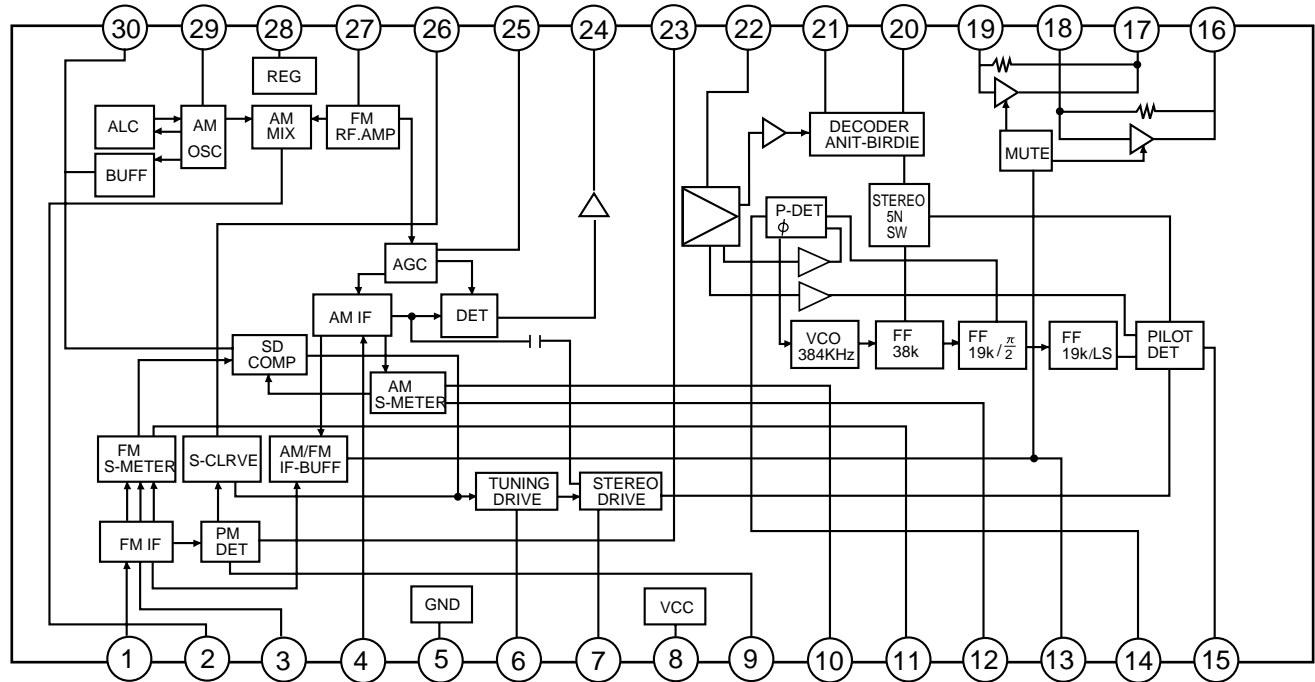 30 29 28 27 26 25 24 23 22 21 20 19 18 17 16
REG
ALC
AM
OSC
AM
MIX
FM
RF.AMP
BUFF
DECODER
ANIT-BIRDIE
MUTE
P-DET
ϕ
STEREO
5N
SW
AGC
AM IF
DET
SD
COMP
AM
S-METER
VCO
384KHz
FF
38k
FF
19k/π/2
FF
19k/LS
PILOT
DET
FM
S-METER
S-CLRVE
AM/FM
IF-BUFF
TUNING
DRIVE
STEREO
DRIVE
FM IF
PM
DET
GND
VCC
1 2 3 4 5 6 7 8 9 10 11 12 13 14 15